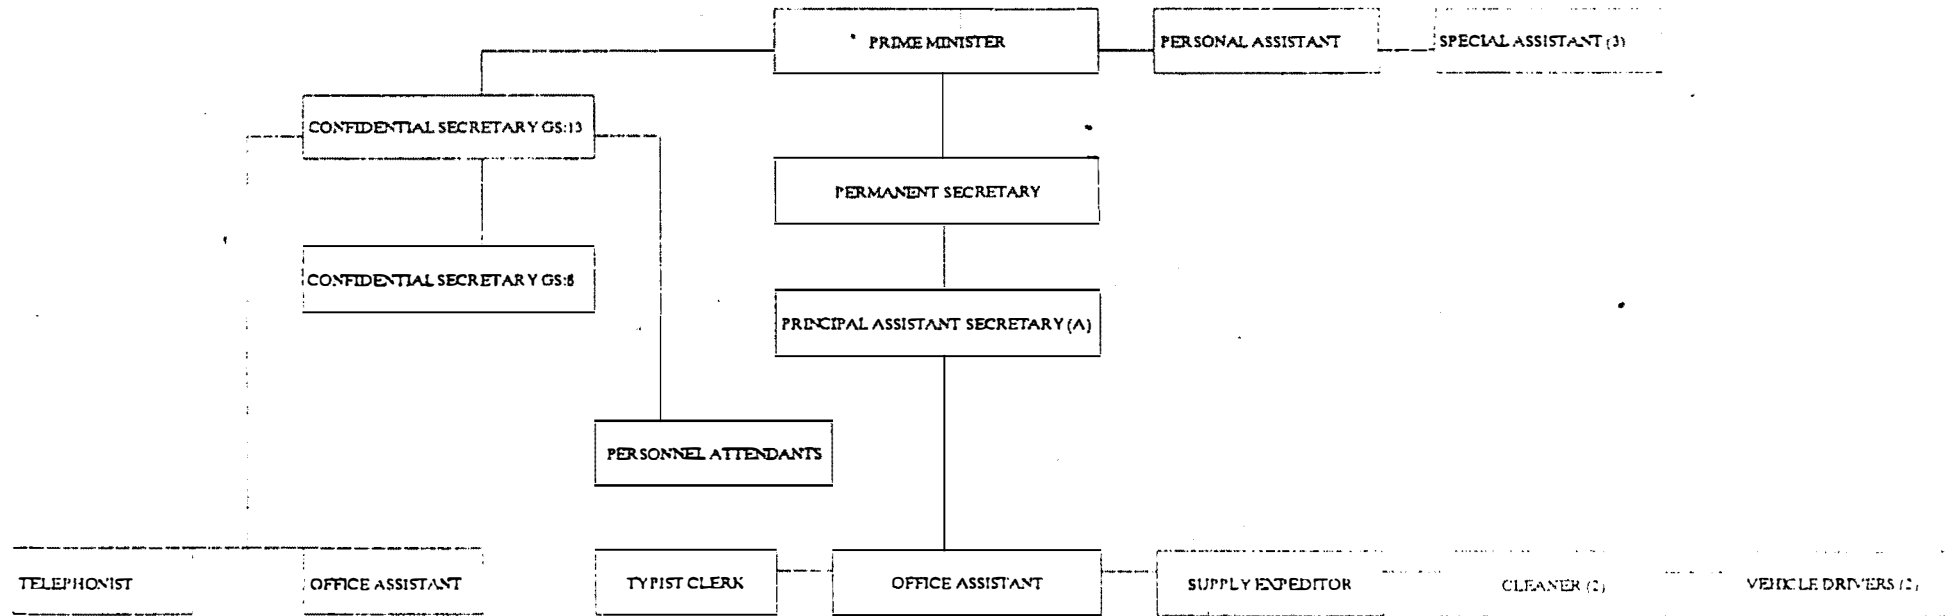 PRIME MINISTER
PERSONAL ASSISTANT
SPECIAL ASSISTANT (3)
CONFIDENTIAL SECRETARY GS:13
PERMANENT SECRETARY
CONFIDENTIAL SECRETARY GS:8
PRINCIPAL ASSISTANT SECRETARY (A)
PERSONNEL ATTENDANTS
TELEPHONIST
OFFICE ASSISTANT
TYPIST CLERK
OFFICE ASSISTANT
SUPPLY EXPEDITOR
CLEANER (2)
VEHICLE DRIVERS (2)